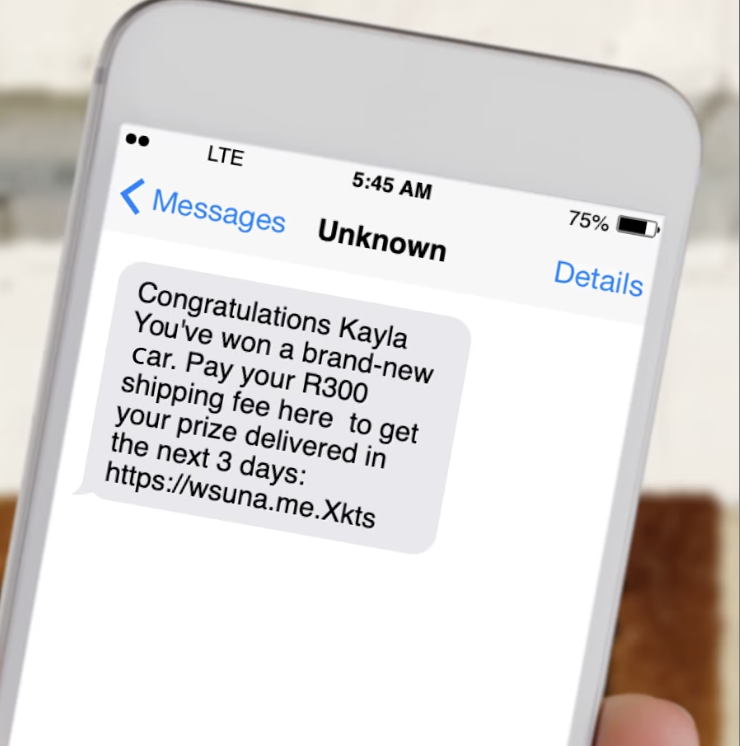 LTE
5:45 AM
75%
Messages
Unknown
Details
Congratulations Kayla
You've won a brand-new
car. Pay your R300
shipping fee here to get
your prize delivered in
the next 3 days:
https://wsuna.me.Xkts